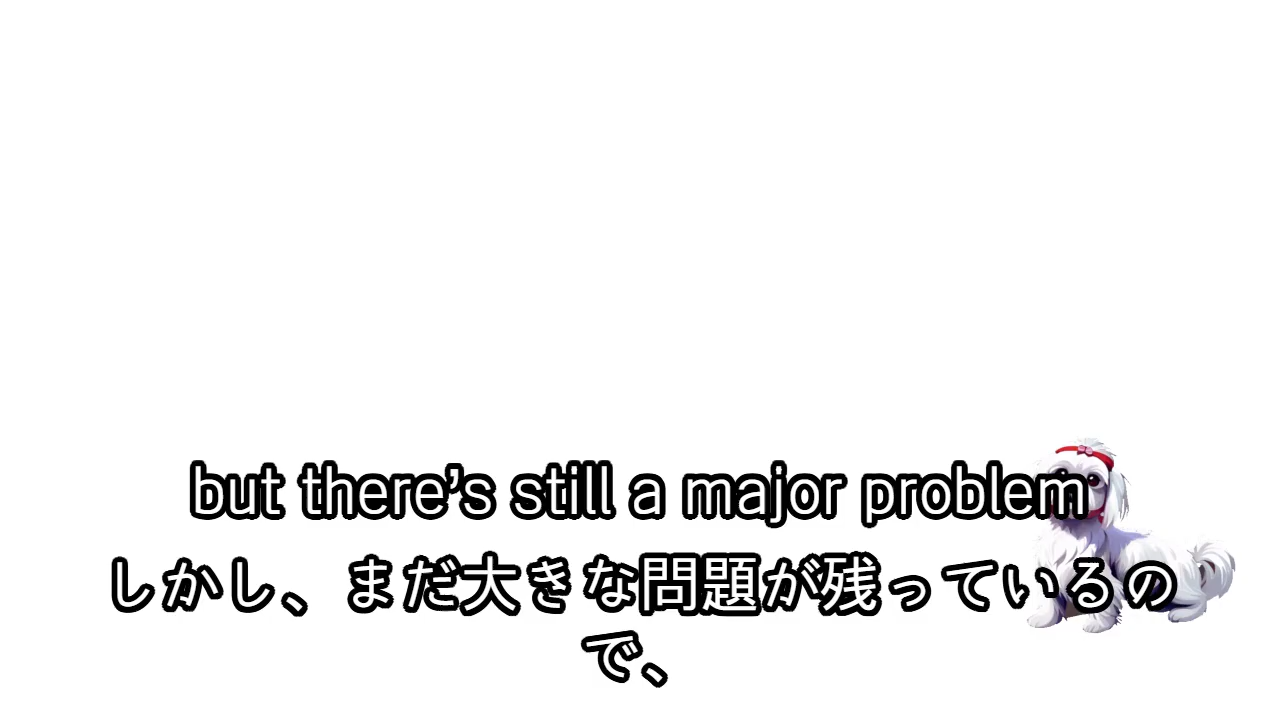 but there’s still a major problem
しかし、まだ大きな問題が残っているの
で、